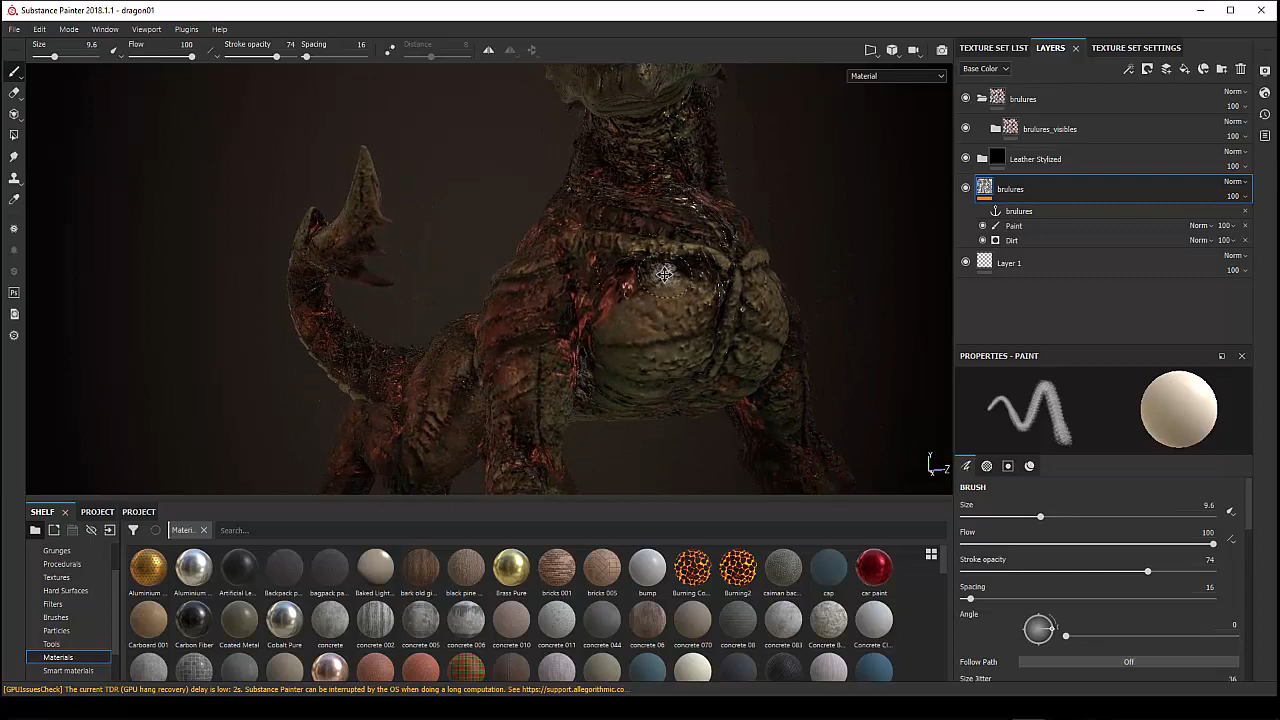 Substance Painter 2018.1.1 - dragon01
File Edit Mode Window Viewport Plugins Help
Size 9.6 Flow 100 Stroke opacity 74 Spacing 16 Distance 8
Material
TEXTURE SET LIST LAYERS TEXTURE SET SETTINGS
Base Color
brulures Norm 100
brulures_visibles Norm 100
Leather Stylized Norm 100
brulures Norm 100
brulures
Paint Norm 100
Dirt Norm 100
Layer 1 Norm 100
PROPERTIES - PAINT
BRUSH
Size 9.6
Flow 100
Stroke opacity 74
Spacing 16
Angle 0
Follow Path Off
Size Jitter 36
Y
Z
SHELF PROJECT PROJECT
Materi... Search...
Grunges
Procedurals
Textures
Hard Surfaces
Filters
Brushes
Particles
Tools
Materials
Smart materials
Aluminium ... Aluminium ... Artificial Le... Backpack p... bagpack pa... Baked Light... bark old gi... black pine ... Brass Pure bricks 001 bricks 005 bump Burning Co... Burning2 caiman bac... cap car paint
Carboard 001 Carbon Fiber Coated Metal Cobalt Pure concrete concrete 002 concrete 006 concrete 010 concrete 011 concrete 044 concrete 06 concrete 09 concrete B... Concrete B... concrete Cl... Concrete Cl... Concrete D...
[GPUIssuesCheck] The current TDR (GPU hang recovery) delay is low: 2s. Substance Painter can be interrupted by the OS when doing a long computation. See https://support.allegorithmic.co...